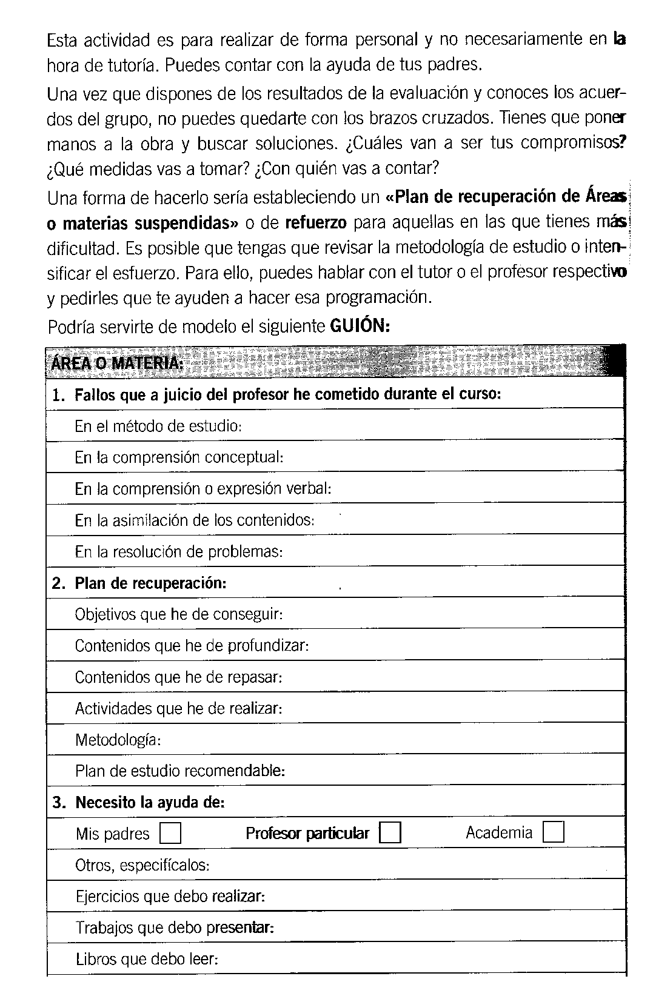 Esta actividad es para realizar de forma personal y no necesariamente en la
hora de tutoría. Puedes contar con la ayuda de tus padres.
Una vez que dispones de los resultados de la evaluación y conoces los acuer-
dos del grupo, no puedes quedarte con los brazos cruzados. Tienes que poner
manos a la obra y buscar soluciones. ¿Cuáles van a ser tus compromisos?
¿Qué medidas vas a tomar? ¿Con quién vas a contar?
Una forma de hacerlo sería estableciendo un «Plan de recuperación de Áreas
o materias suspendidas» o de refuerzo para aquellas en las que tienes más
dificultad. Es posible que tengas que revisar la metodología de estudio o inten-
sificar el esfuerzo. Para ello, puedes hablar con el tutor o el profesor respectivo
y pedirles que te ayuden a hacer esa programación.
Podría servirte de modelo el siguiente GUIÓN:
ÁREA O MATERIA:
1. Fallos que a juicio del profesor he cometido durante el curso:
En el método de estudio:
En la comprensión conceptual:
En la comprensión o expresión verbal:
En la asimilación de los contenidos:
En la resolución de problemas:
2. Plan de recuperación:
Objetivos que he de conseguir:
Contenidos que he de profundizar:
Contenidos que he de repasar:
Actividades que he de realizar:
Metodología:
Plan de estudio recomendable:
3. Necesito la ayuda de:
Mis padres Profesor particular Academia
Otros, especifícalos:
Ejercicios que debo realizar:
Trabajos que debo presentar:
Libros que debo leer: